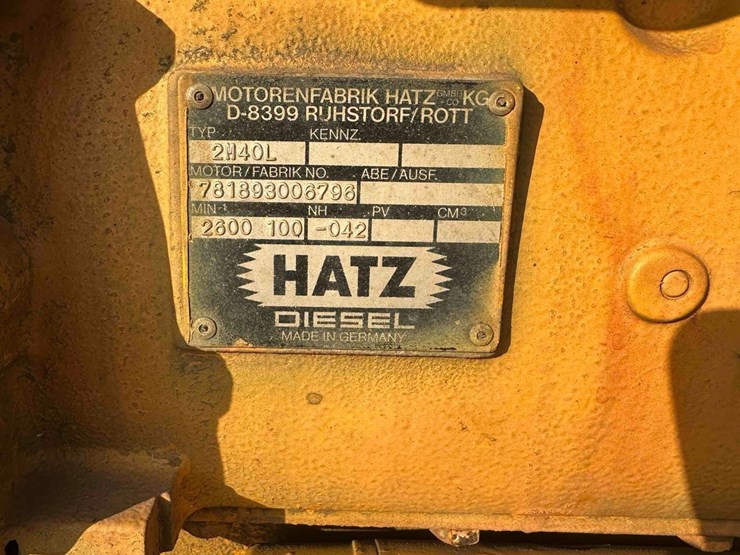 MOTORENFABRIK HATZ GMBH CO KG
D-8399 RUHSTORF/ROTT
TYP KENNZ.
2M40L
MOTOR/FABRIK NO. ABE/AUSF.
781893006796
MIN-¹ NH PV CM³
2600 100 -042
HATZ
DIESEL
MADE IN GERMANY